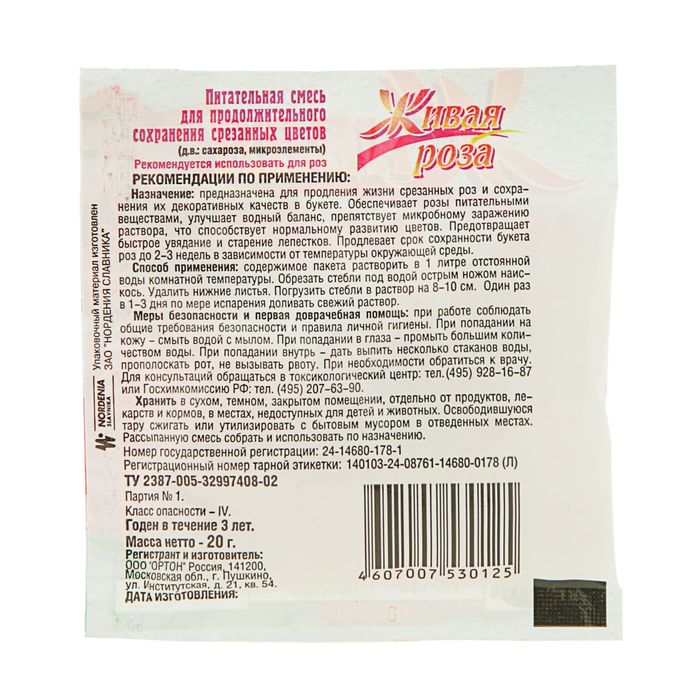 Питательная смесь
для продолжительного
сохранения срезанных цветов
(д.в.: сахароза, микроэлементы)
Рекомендуется использовать для роз
Живая
роза
РЕКОМЕНДАЦИИ ПО ПРИМЕНЕНИЮ:
Назначение: предназначена для продления жизни срезанных роз и сохра-
нения их декоративных качеств в букете. Обеспечивает розы питательными
веществами, улучшает водный баланс, препятствует микробному заражению
раствора, что способствует нормальному развитию цветов. Предотвращает
быстрое увядание и старение лепестков. Продлевает срок сохранности букета
роз до 2–3 недель в зависимости от температуры окружающей среды.
Способ применения: содержимое пакета растворить в 1 литре отстоянной
воды комнатной температуры. Обрезать стебли под водой острым ножом наис-
кось. Удалить нижние листья. Погрузить стебли в раствор на 8–10 см. Один раз
в 1–3 дня по мере испарения доливать свежий раствор.
Меры безопасности и первая доврачебная помощь: при работе соблюдать
общие требования безопасности и правила личной гигиены. При попадании на
кожу – смыть водой с мылом. При попадании в глаза – промыть большим коли-
чеством воды. При попадании внутрь – дать выпить несколько стаканов воды,
прополоскать рот, не вызывать рвоту. При необходимости обратиться к врачу.
Для консультаций обращаться в токсикологический центр: тел.(495) 928–16–87
или Госхимкомиссию РФ: тел. (495) 207–63–90.
Хранить в сухом, темном, закрытом помещении, отдельно от продуктов, ле-
карств и кормов, в местах, недоступных для детей и животных. Освободившуюся
тару сжигать или утилизировать с бытовым мусором в отведенных местах.
Рассыпанную смесь собрать и использовать по назначению.
Номер государственной регистрации: 24-14680-178-1
Регистрационный номер тарной этикетки: 140103-24-08761-14680-0178 (Л)
ТУ 2387-005-32997408-02
Партия № 1.
Класс опасности – IV.
Годен в течение 3 лет.
Масса нетто - 20 г.
Регистрант и изготовитель:
ООО "ОРТОН" Россия, 141200,
Московская обл., г. Пушкино,
ул. Институтская, д. 21, кв. 54.
ДАТА ИЗГОТОВЛЕНИЯ:
4 607007 530125
Упаковочный материал изготовлен
ЗАО "НОРДЕНИЯ СЛАВНИКА"
NORDENIA
SLAVNIKA